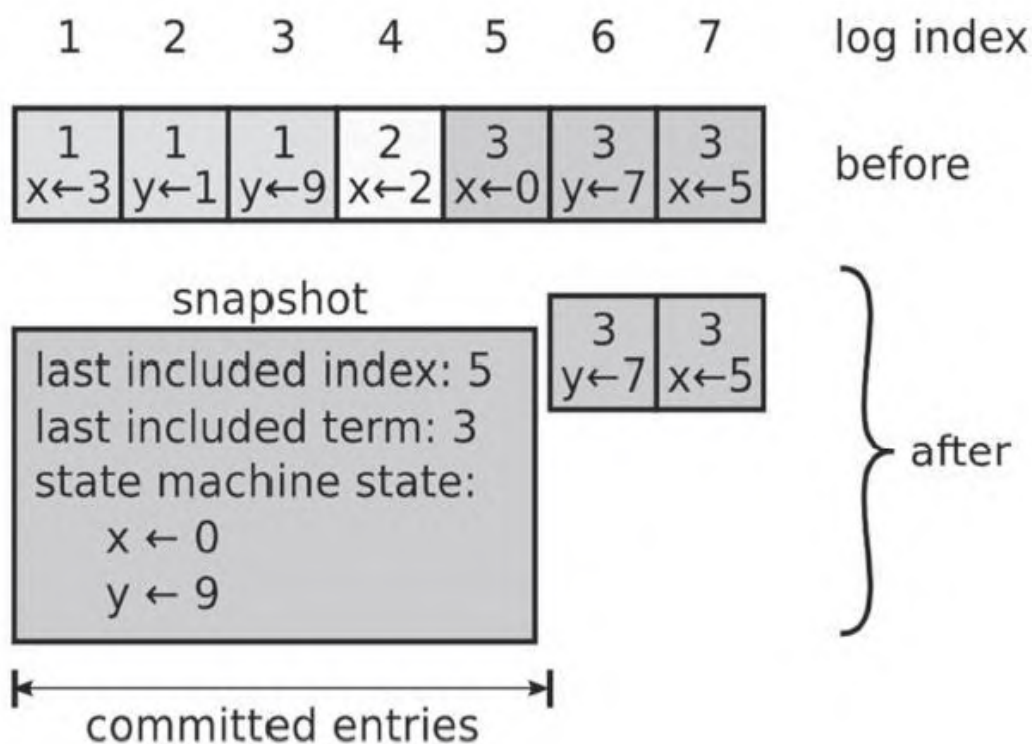 1 2 3 4 5 6 7 log index
1 1 1 2 3 3 3
x←3 y←1 y←9 x←2 x←0 y←7 x←5
before
snapshot
3 3
y←7 x←5
last included index: 5
last included term: 3
state machine state:
x ← 0
y ← 9
after
committed entries